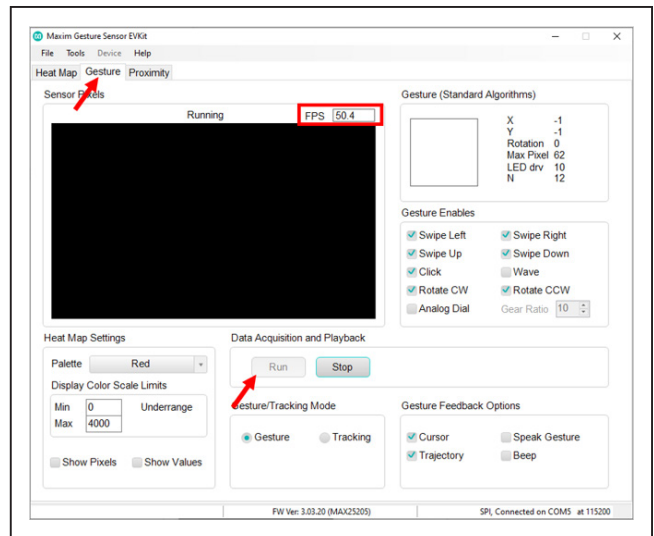 Maxim Gesture Sensor EVKit
File Tools Device Help
Heat Map Gesture Proximity
Sensor Pixels
Running FPS 50.4
Gesture (Standard Algorithms)
X -1
Y -1
Rotation 0
Max Pixel 62
LED drv 10
N 12
Gesture Enables
Swipe Left Swipe Right
Swipe Up Swipe Down
Click Wave
Rotate CW Rotate CCW
Analog Dial Gear Ratio 10
Heat Map Settings
Palette Red
Display Color Scale Limits
Min 0 Underrange
Max 4000
Show Pixels Show Values
Data Acquisition and Playback
Run Stop
Gesture/Tracking Mode
Gesture Tracking
Gesture Feedback Options
Cursor Speak Gesture
Trajectory Beep
FW Ver: 3.03.20 (MAX25205) SPI, Connected on COM5 at 115200